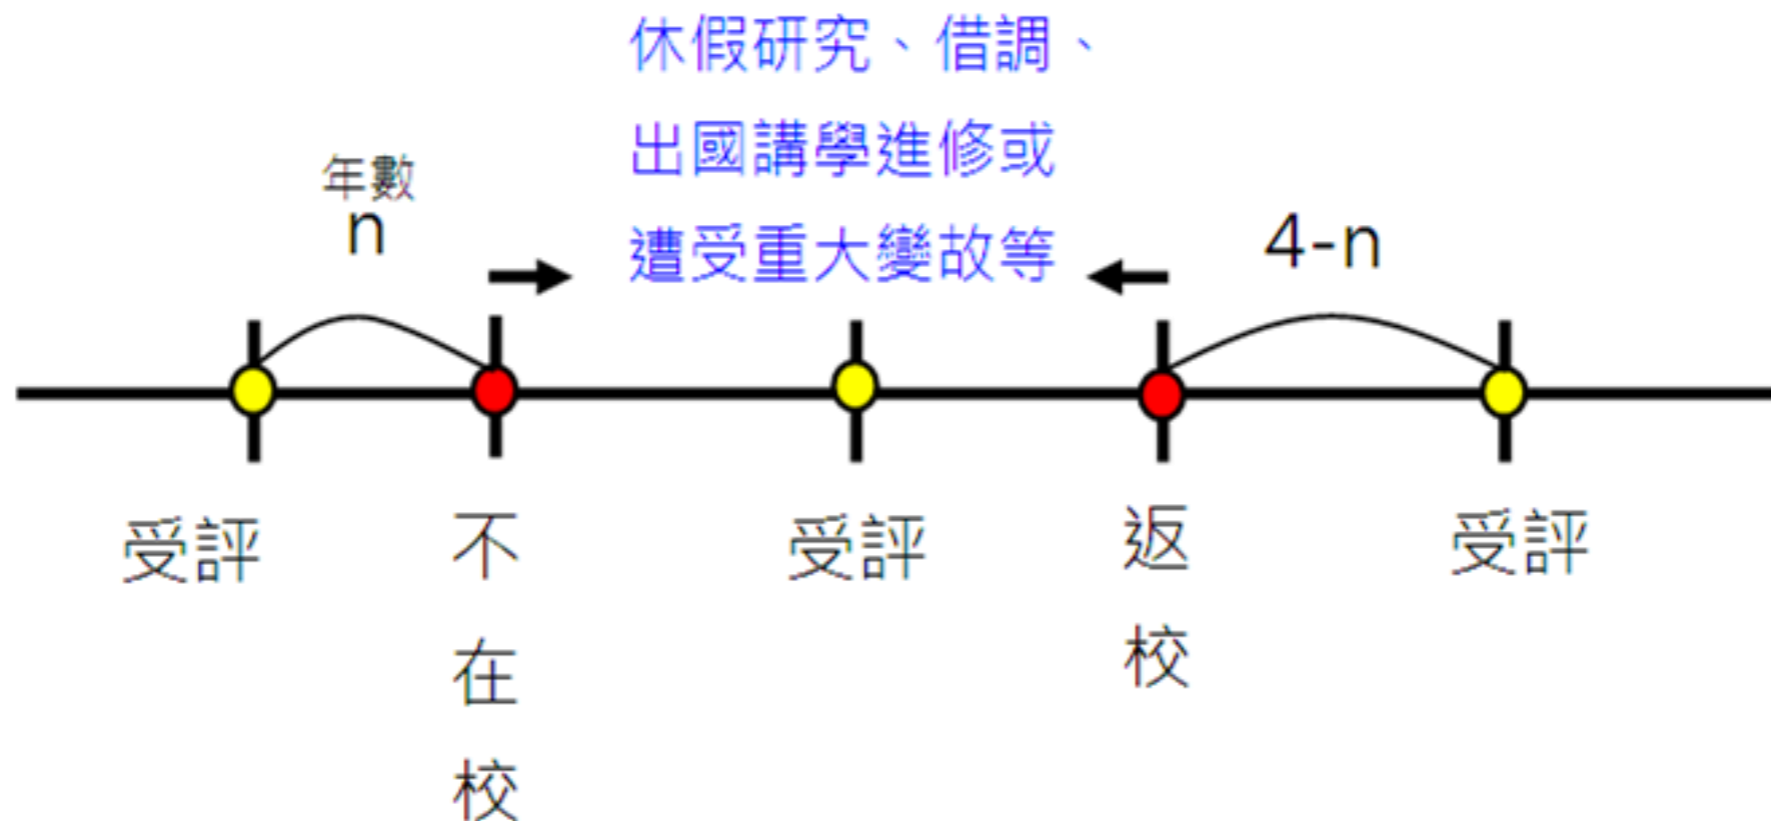 休假研究、借調、
出國講學進修或
遭受重大變故等
年數
n
4-n
受評
不在校
受評
返校
受評